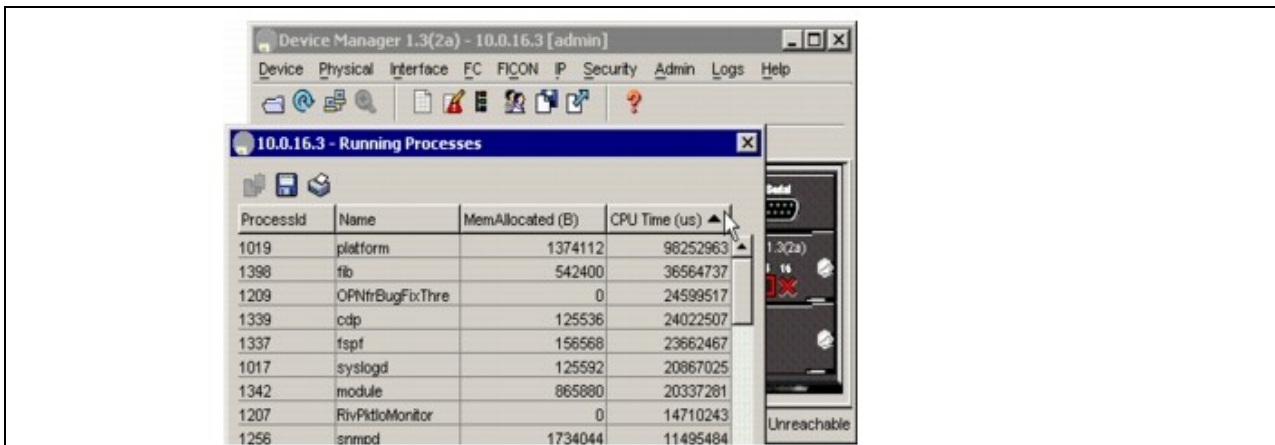 Device Manager 1.3(2a) - 10.0.16.3 [admin]
Device Physical Interface FC FICON IP Security Admin Logs Help
10.0.16.3 - Running Processes
ProcessId Name MemAllocated (B) CPU Time (us)
1019 platform 1374112 98252963
1398 fib 542400 36564737
1209 OPNfrBugFixThre 0 24599517
1339 cdp 125536 24022507
1337 fspf 156568 23662467
1017 syslogd 125592 20867025
1342 module 865880 20337281
1207 RivPktIoMonitor 0 14710243
1256 snmpd 1734044 11495484
Serial
1.3(2a)
16
Unreachable